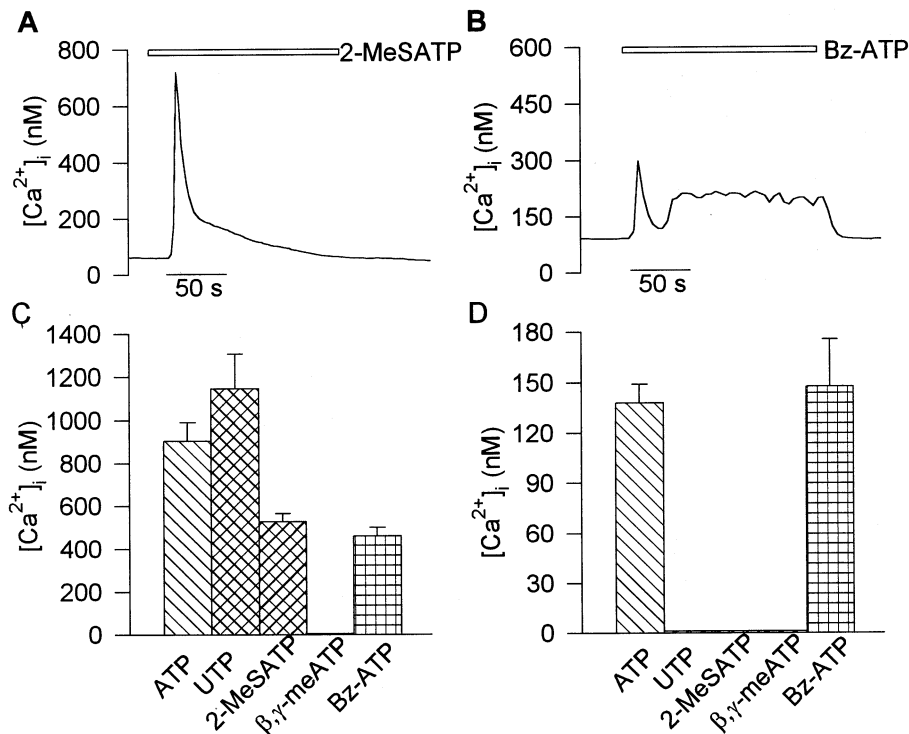 A
800
600
400
200
0
[Ca2+]i (nM)
2-MeSATP
50 s
B
600
450
300
150
0
[Ca2+]i (nM)
Bz-ATP
50 s
C
1400
1200
1000
800
600
400
200
0
[Ca2+]i (nM)
ATP
UTP
2-MeSATP
β,γ-meATP
Bz-ATP
D
180
150
120
90
60
30
0
[Ca2+]i (nM)
ATP
UTP
2-MeSATP
β,γ-meATP
Bz-ATP